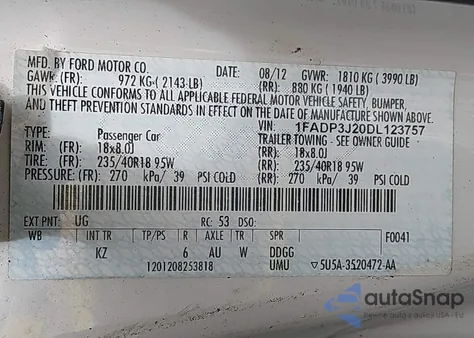 MFD. BY FORD MOTOR CO. DATE: 08/12 GVWR: 1810 KG ( 3990 LB)
GAWR: (FR): 972 KG ( 2143 LB) (RR): 880 KG ( 1940 LB)
THIS VEHICLE CONFORMS TO ALL APPLICABLE FEDERAL MOTOR VEHICLE SAFETY, BUMPER,
AND THEFT PREVENTION STANDARDS IN EFFECT ON THE DATE OF MANUFACTURE SHOWN ABOVE.
VIN: 1FADP3J20DL123757
TYPE: Passenger Car TRAILER TOWING - SEE OWNER GUIDE
RIM: (FR) 18x8.0J (RR): 18x8.0J
TIRE: (FR) 235/40R18 95W (RR): 235/40R18 95W
PRESSURE: (FR) 270 kPa/ 39 PSI COLD (RR): 270 kPa/ 39 PSI COLD
EXT PNT: UG RC: 53 DSO:
WB INT TR TP/PS R AXLE TR SPR F0041
KZ 6 AU W DDGG
1201208253818 UMU 5U5A-3520472-AA
autoSnap